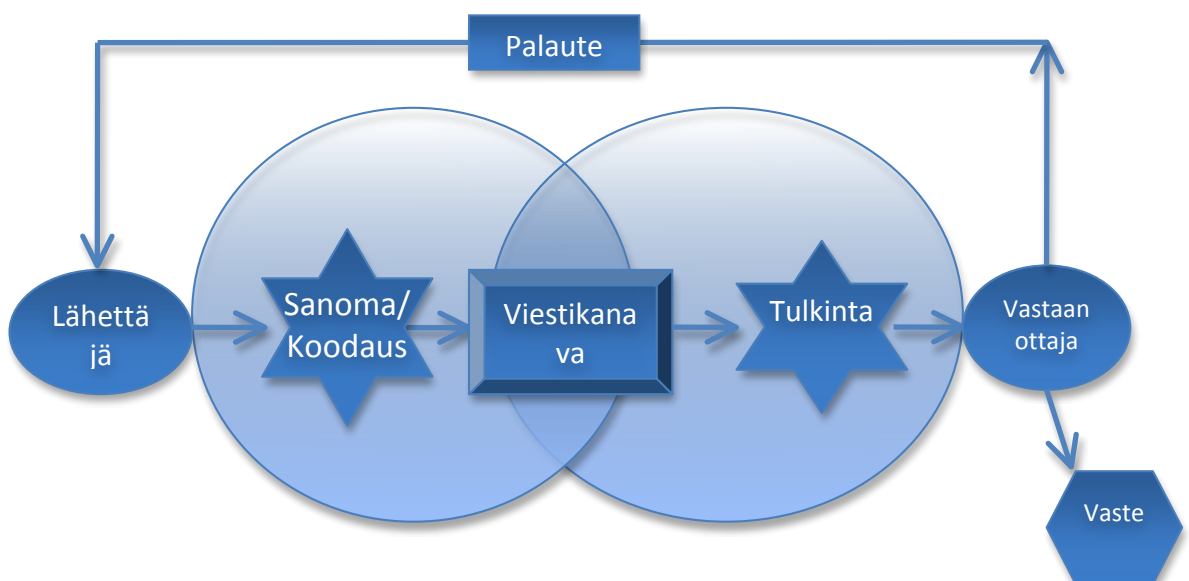 Palaute
Lähettä
jä
Sanoma/
Koodaus
Viestikana
va
Tulkinta
Vastaan
ottaja
Vaste